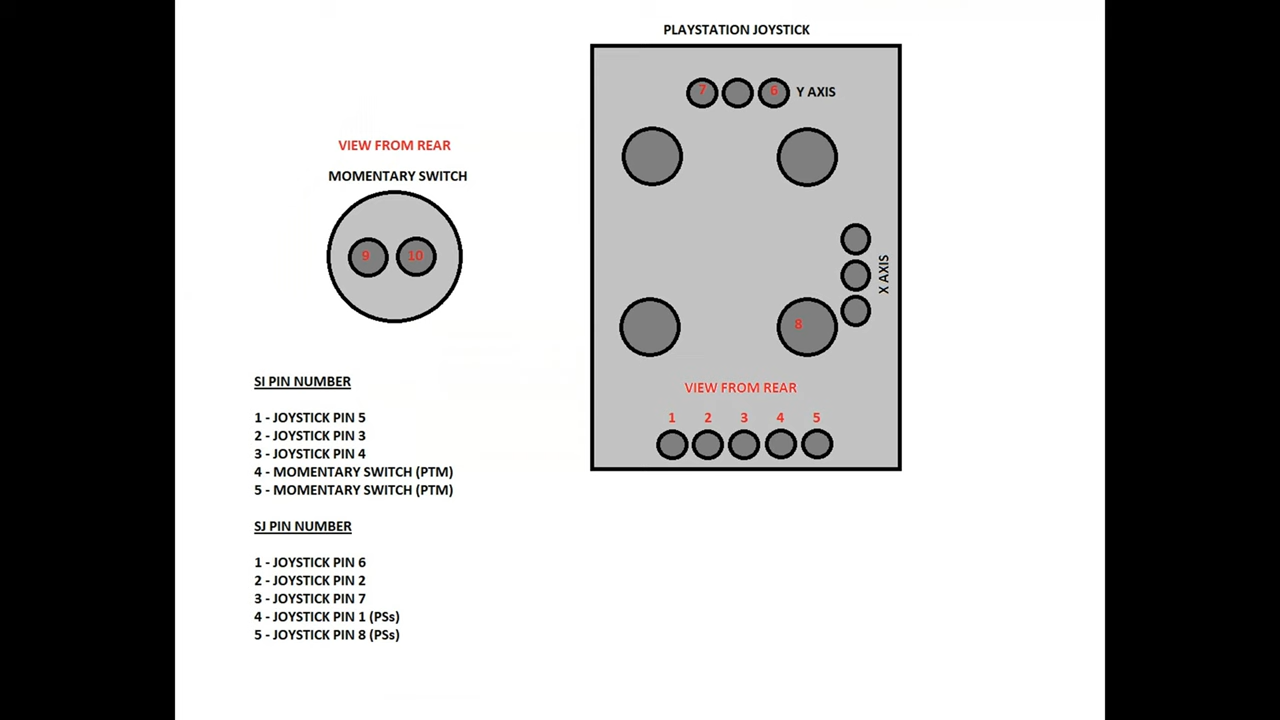 PLAYSTATION JOYSTICK
7 6 Y AXIS
VIEW FROM REAR
MOMENTARY SWITCH
9 10
X AXIS
8
VIEW FROM REAR
1 2 3 4 5
SI PIN NUMBER
1 - JOYSTICK PIN 5
2 - JOYSTICK PIN 3
3 - JOYSTICK PIN 4
4 - MOMENTARY SWITCH (PTM)
5 - MOMENTARY SWITCH (PTM)
SJ PIN NUMBER
1 - JOYSTICK PIN 6
2 - JOYSTICK PIN 2
3 - JOYSTICK PIN 7
4 - JOYSTICK PIN 1 (PSs)
5 - JOYSTICK PIN 8 (PSs)